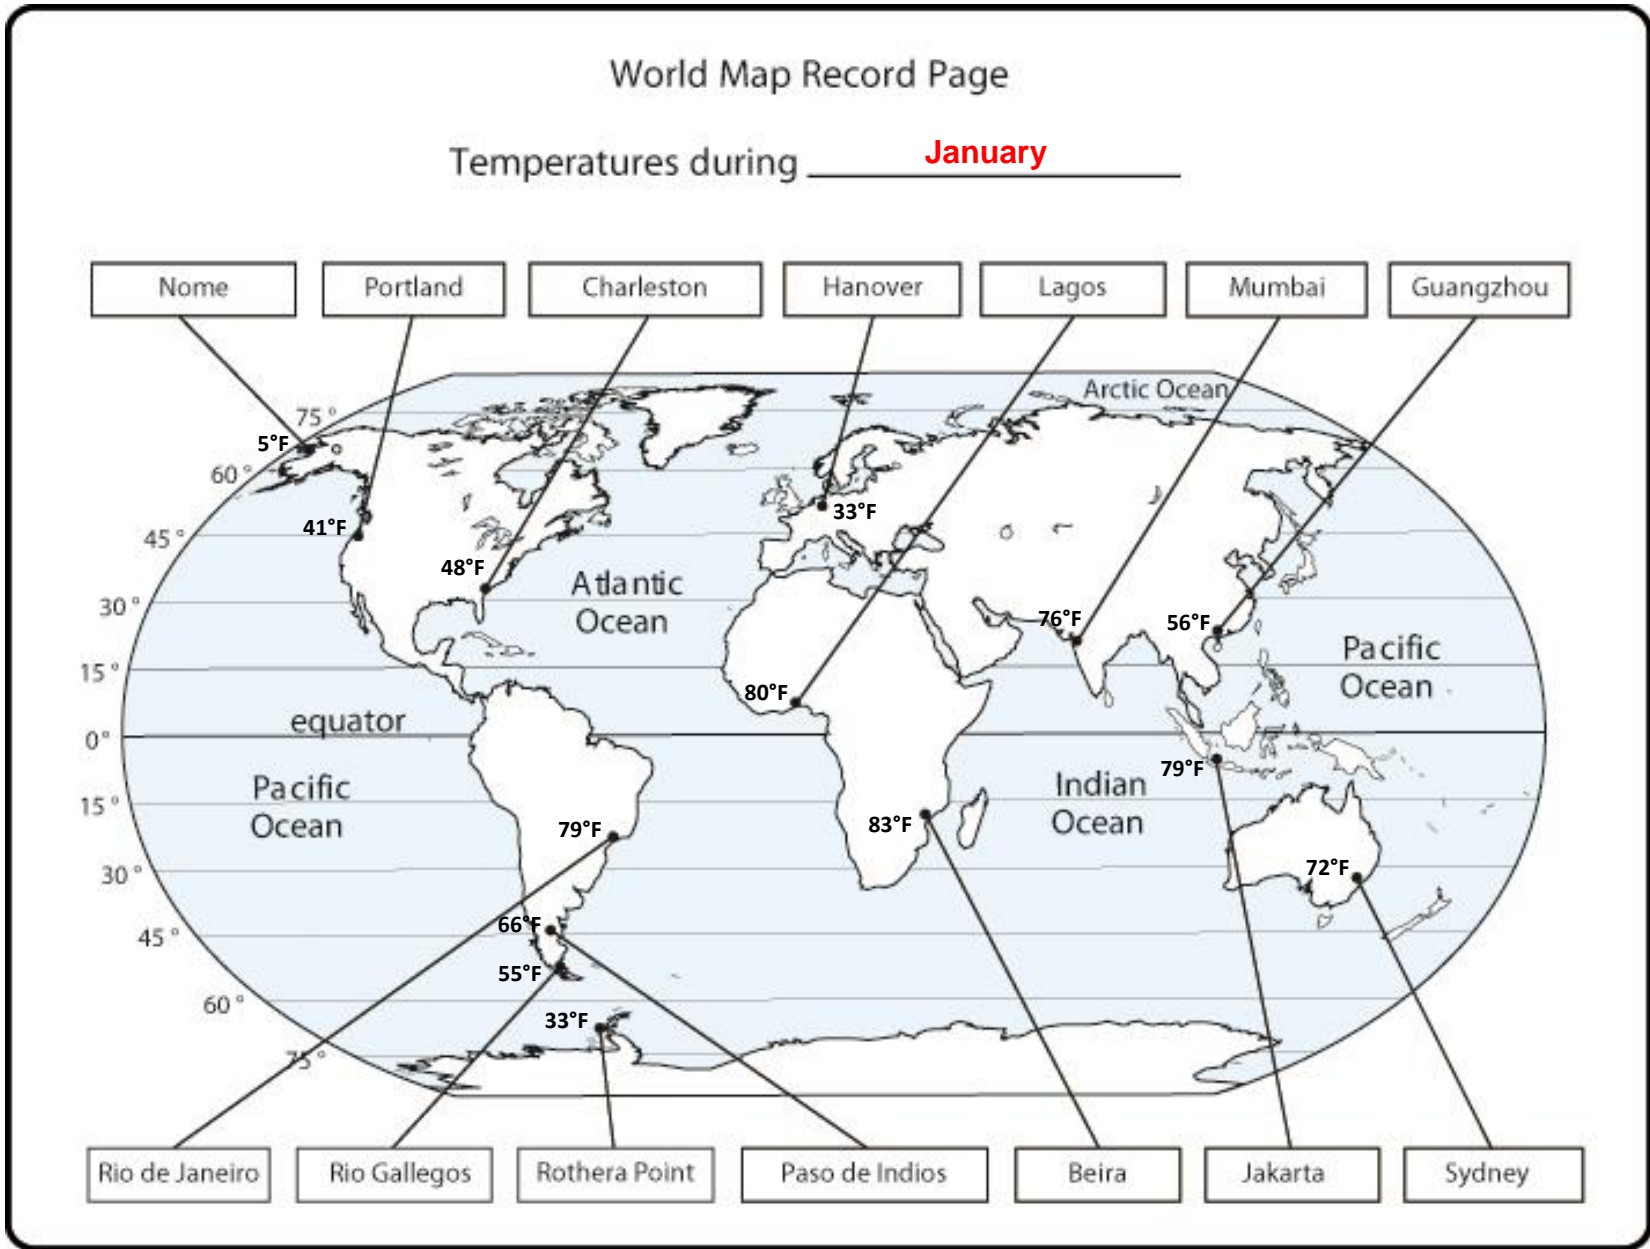 World Map Record Page
Temperatures during January
Nome
Portland
Charleston
Hanover
Lagos
Mumbai
Guangzhou
Arctic Ocean
75°
5°F
60°
33°F
41°F
45°
48°F
Atlantic
Ocean
30°
76°F
56°F
Pacific
Ocean
15°
80°F
equator
0°
79°F
Pacific
Ocean
Indian
Ocean
15°
79°F
83°F
72°F
30°
66°F
45°
55°F
60°
33°F
75°
Rio de Janeiro
Rio Gallegos
Rothera Point
Paso de Indios
Beira
Jakarta
Sydney